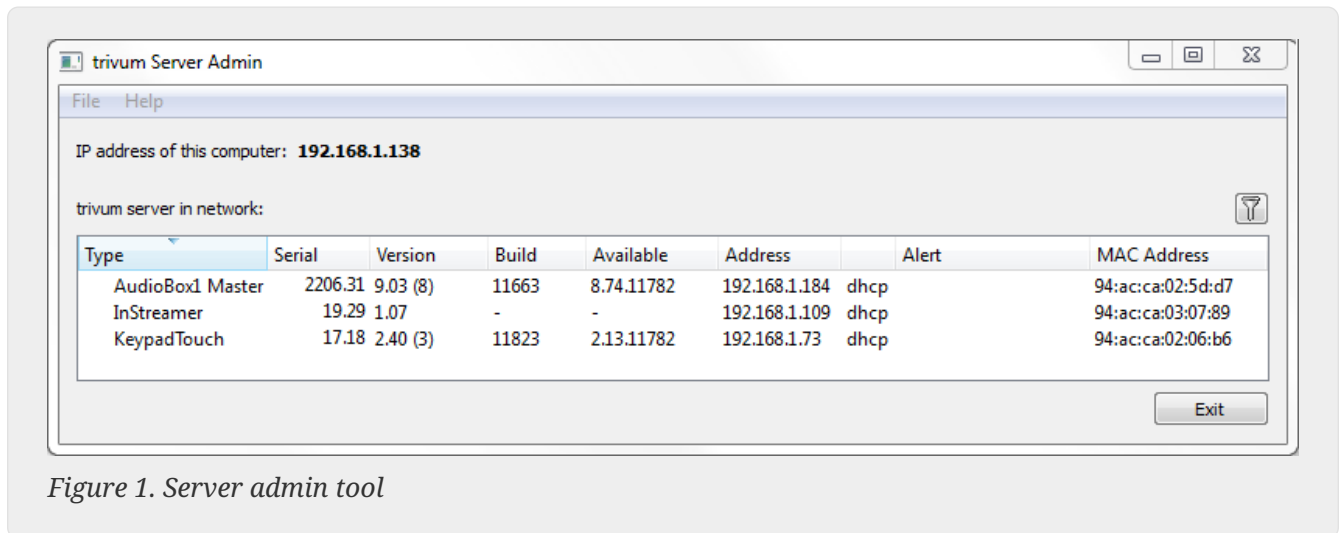 trivum Server Admin
File Help
IP address of this computer: 192.168.1.138
trivum server in network:
Type Serial Version Build Available Address Alert MAC Address
AudioBox1 Master 2206.31 9.03 (8) 11663 8.74.11782 192.168.1.184 dhcp 94:ac:ca:02:5d:d7
InStreamer 19.29 1.07 - - 192.168.1.109 dhcp 94:ac:ca:03:07:89
KeypadTouch 17.18 2.40 (3) 11823 2.13.11782 192.168.1.73 dhcp 94:ac:ca:02:06:b6
Exit
Figure 1. Server admin tool